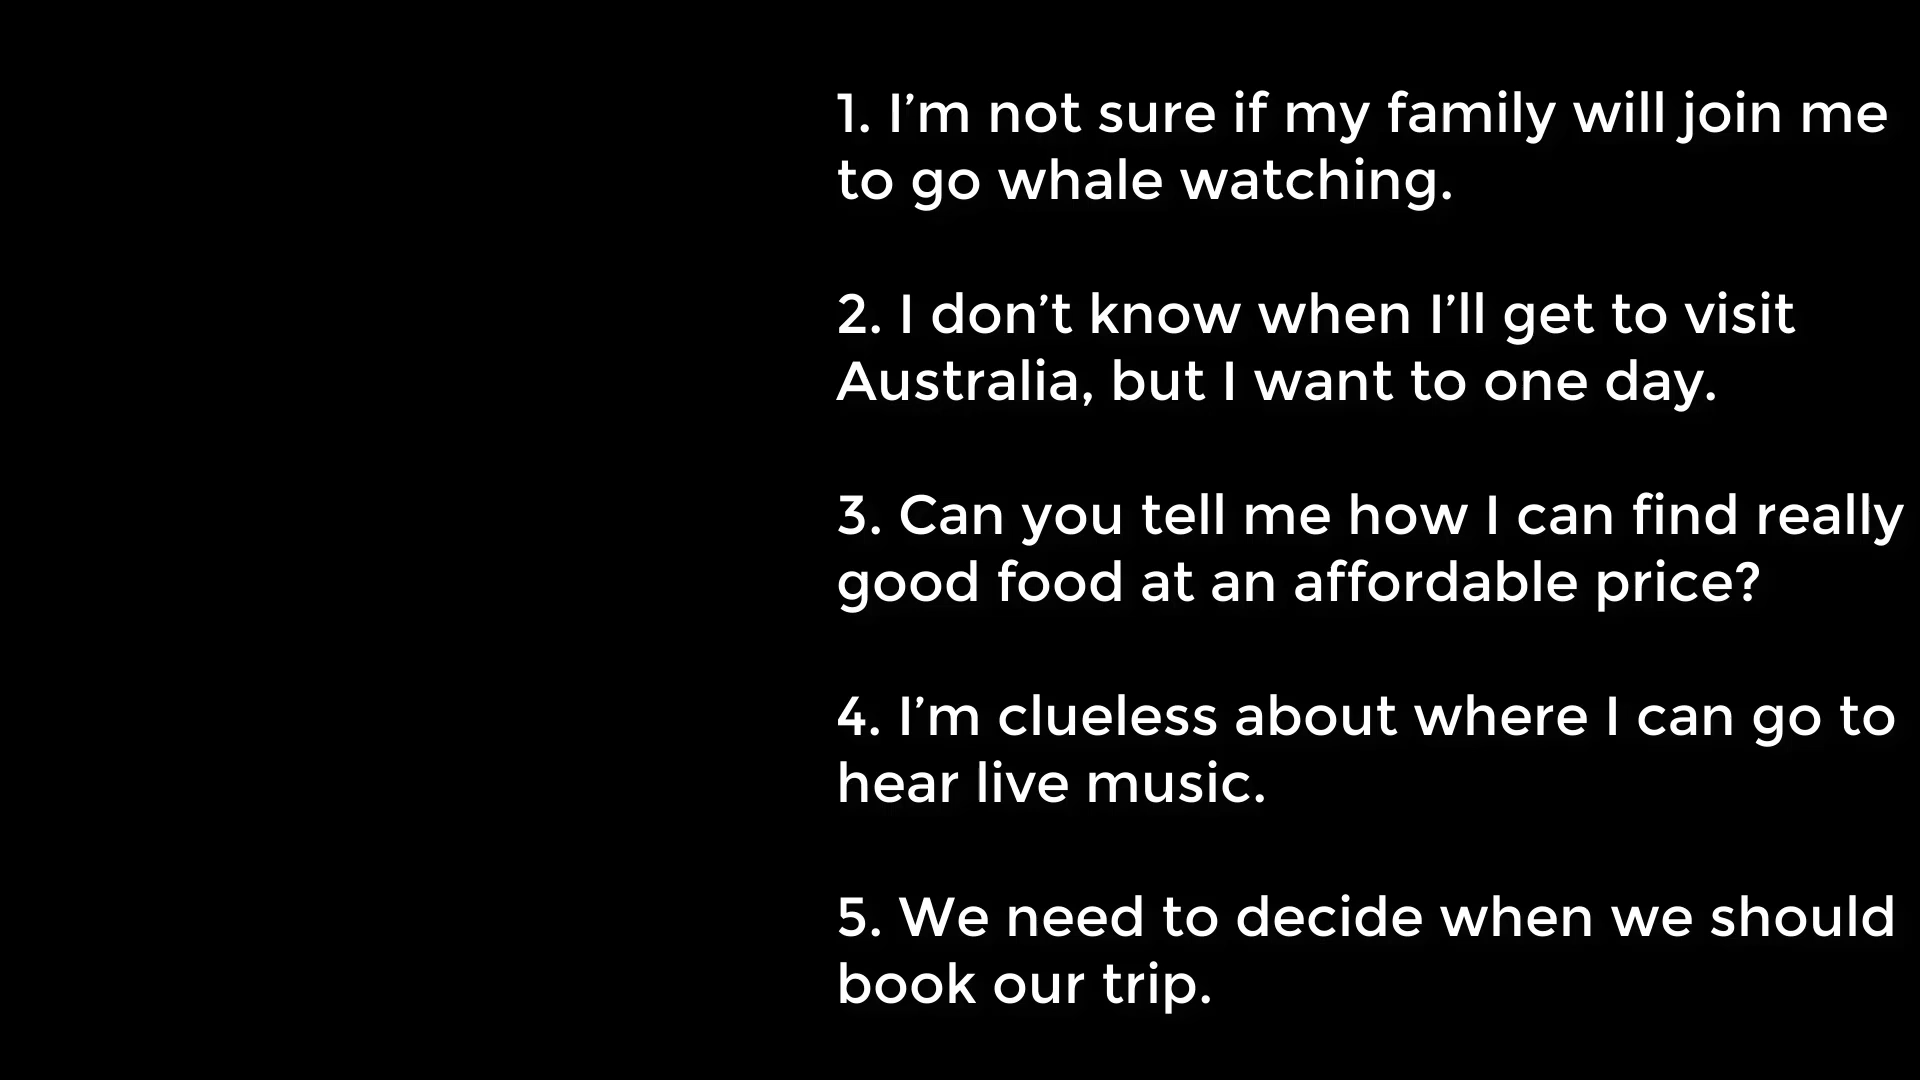 1. I’m not sure if my family will join me
to go whale watching.
2. I don’t know when I’ll get to visit
Australia, but I want to one day.
3. Can you tell me how I can find really
good food at an affordable price?
4. I’m clueless about where I can go to
hear live music.
5. We need to decide when we should
book our trip.